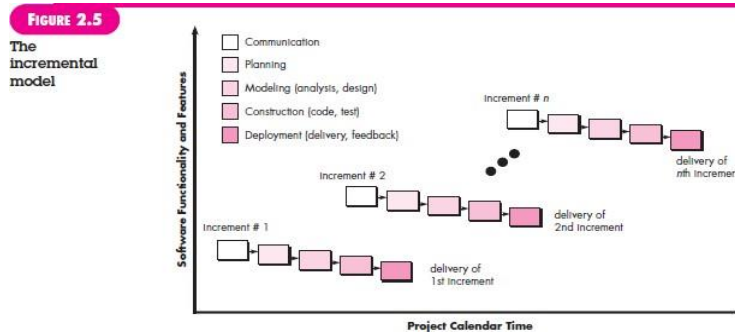 FIGURE 2.5
The
incremental
model
Software Functionality and Features
Communication
Planning
Modeling (analysis, design)
Construction (code, test)
Deployment (delivery, feedback)
Increment # n
delivery of
nth increment
Increment # 2
delivery of
2nd increment
Increment # 1
delivery of
1st increment
Project Calendar Time